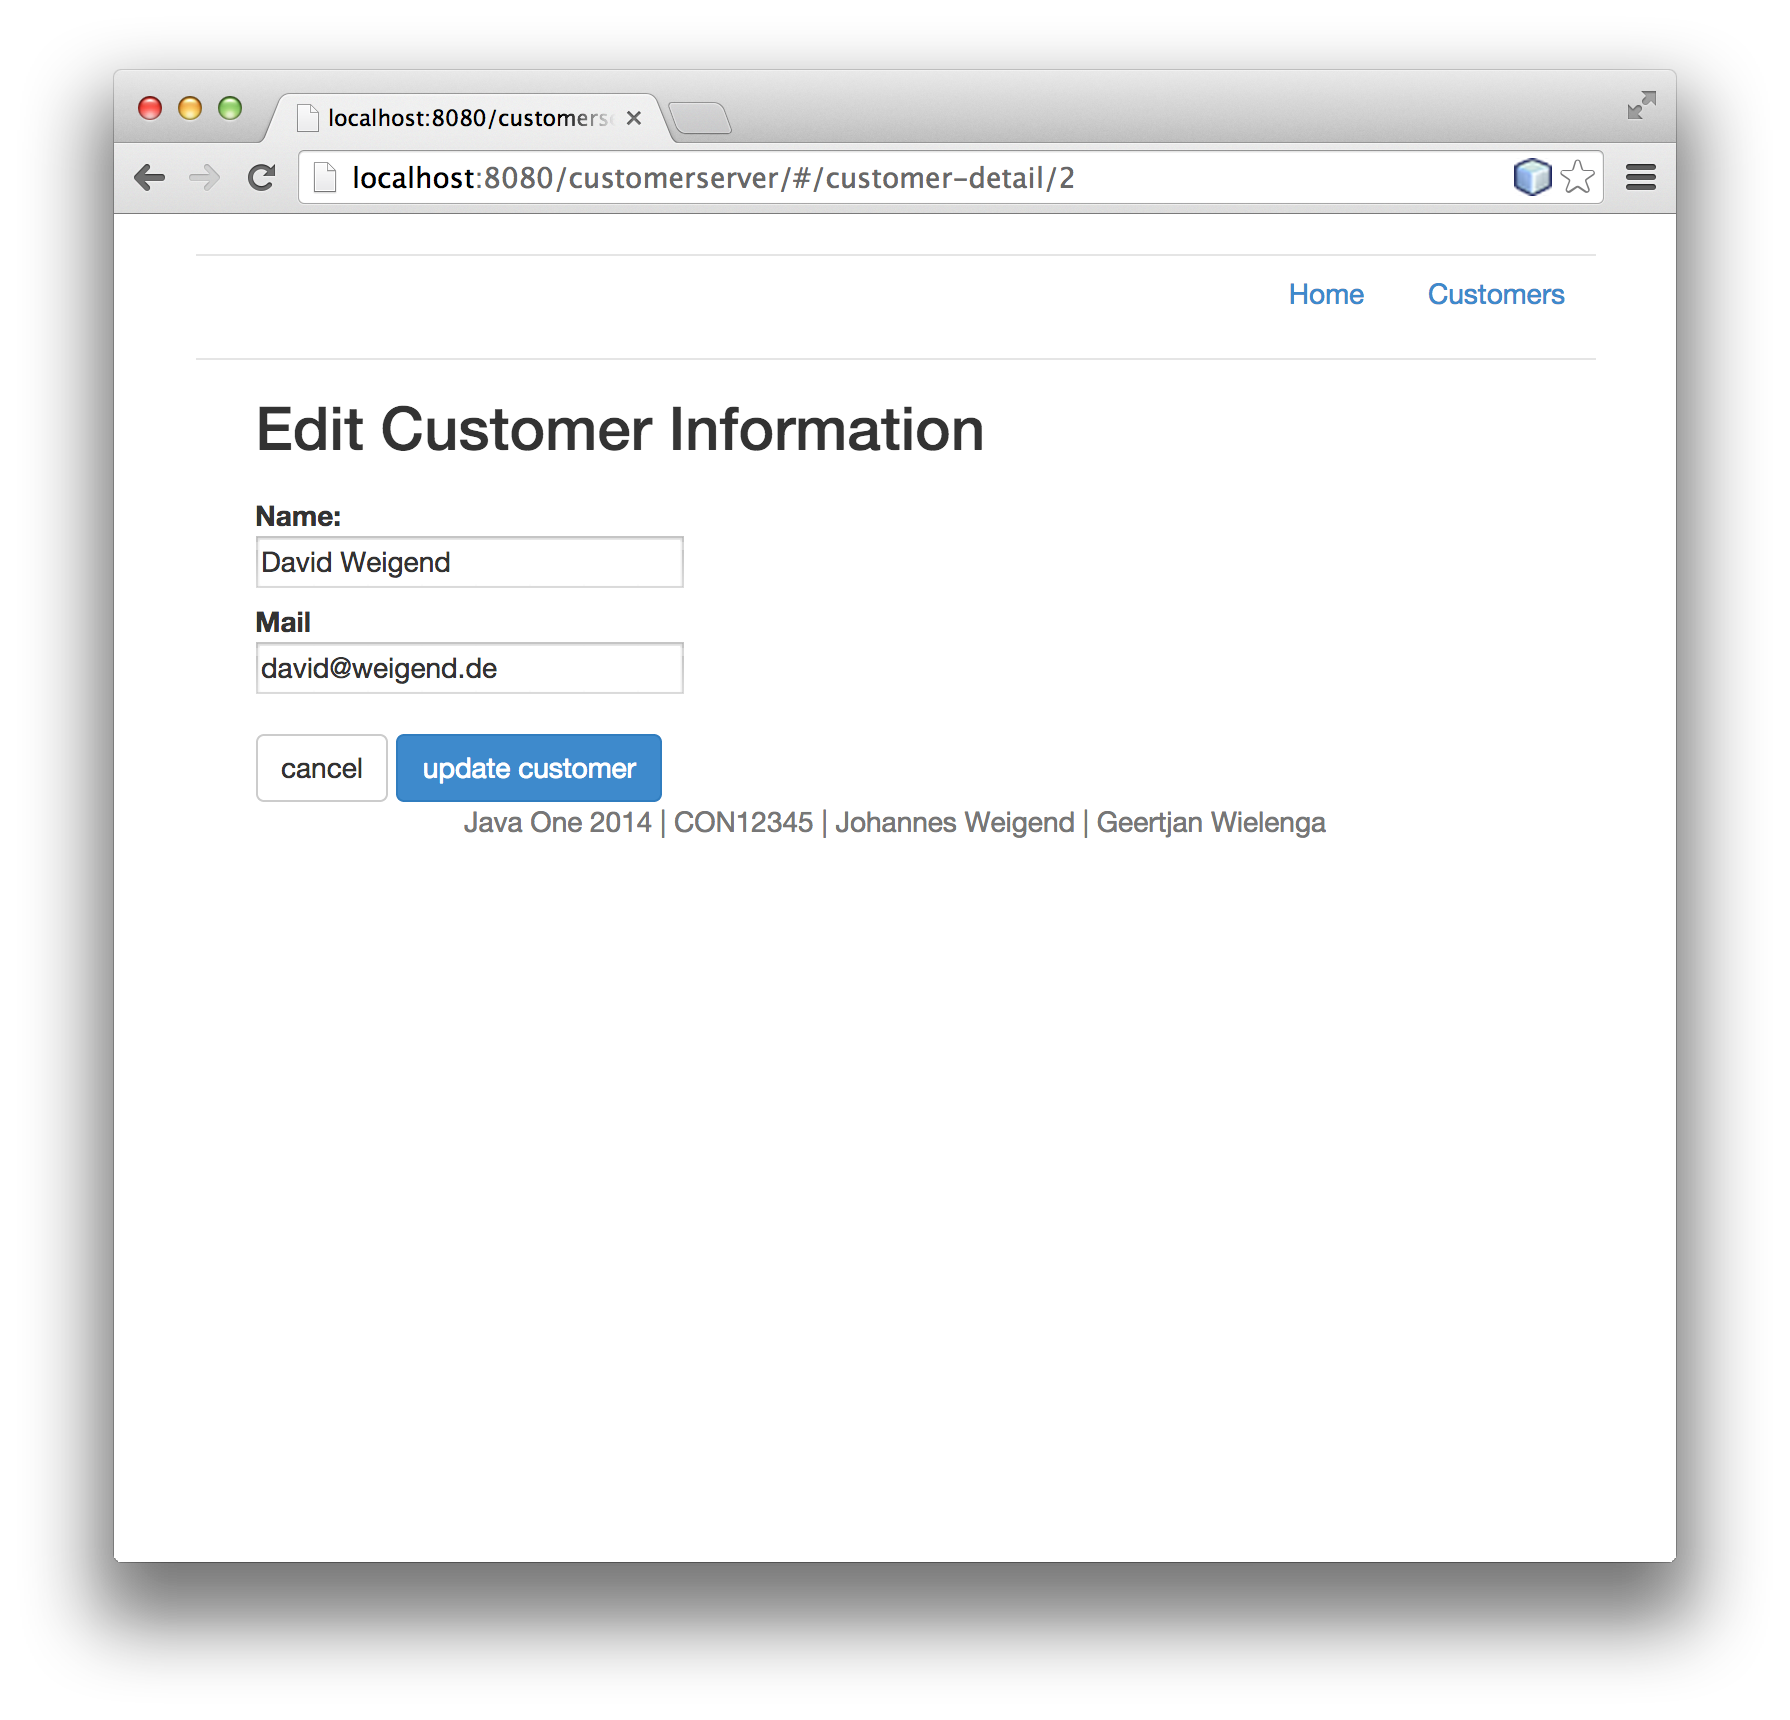 localhost:8080/customers
localhost:8080/customerserver/#/customer-detail/2
Home Customers
Edit Customer Information
Name:
David Weigend
Mail
david@weigend.de
cancel update customer
Java One 2014 | CON12345 | Johannes Weigend | Geertjan Wielenga